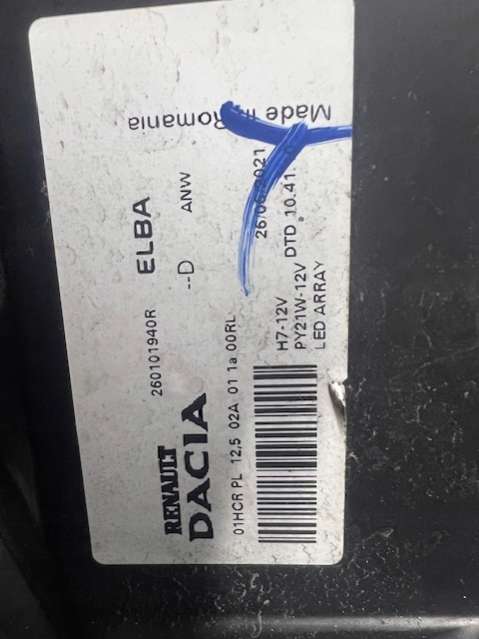 RENAULT
260101940R
DACIA
ELBA
--D ANW
01HCR PL 12,5 02A 01 1a 00RL
H7-12V
PY21W-12V DTD 10.41.
LED ARRAY
Made in
Romania